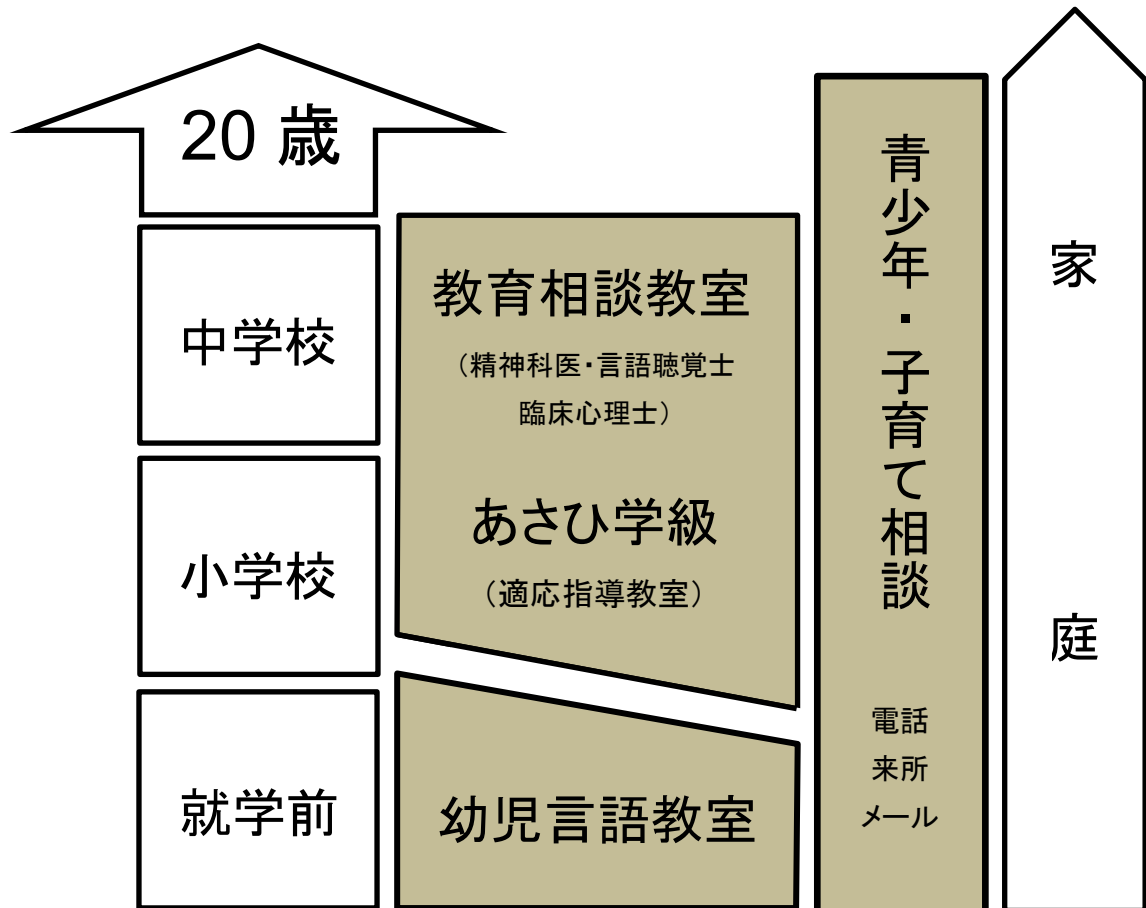 20 歳
中学校
小学校
就学前
教育相談教室
（精神科医・言語聴覚士
臨床心理士）
あさひ学級
（適応指導教室）
幼児言語教室
青少年・子育て相談
電話
来所
メール
家庭